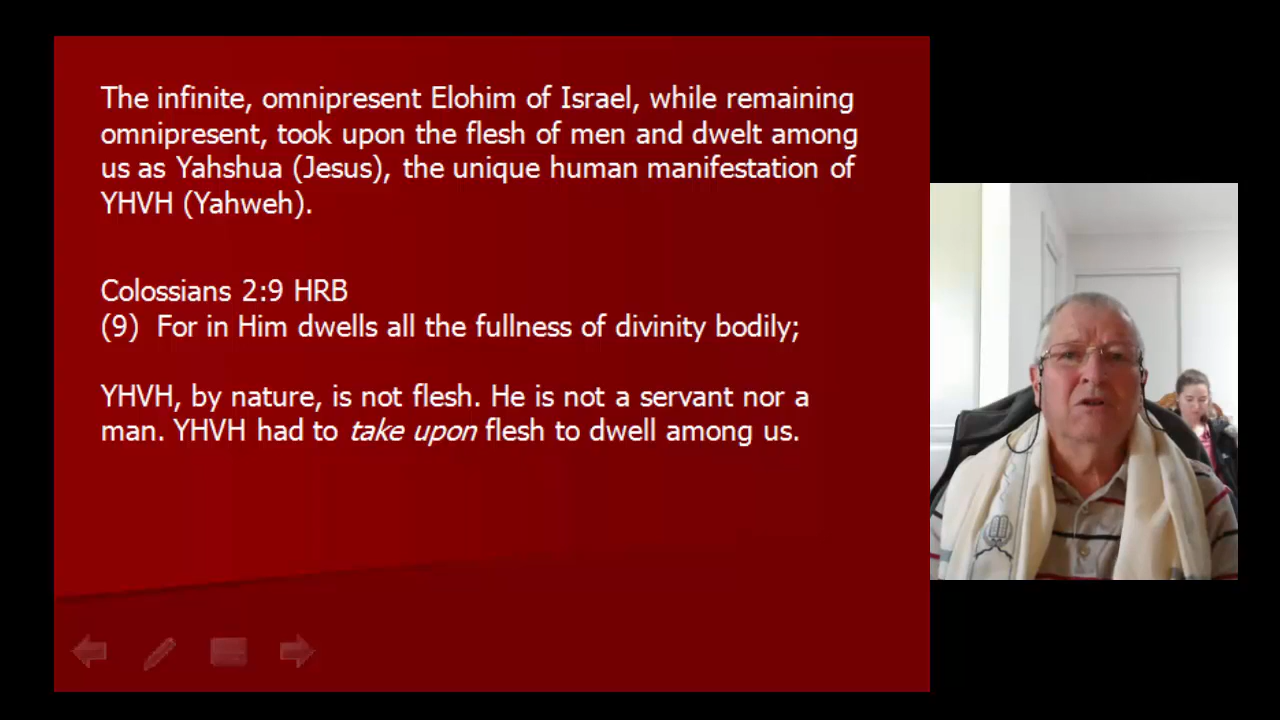 The infinite, omnipresent Elohim of Israel, while remaining
omnipresent, took upon the flesh of men and dwelt among
us as Yahshua (Jesus), the unique human manifestation of
YHVH (Yahweh).
Colossians 2:9 HRB
(9) For in Him dwells all the fullness of divinity bodily;
YHVH, by nature, is not flesh. He is not a servant nor a
man. YHVH had to take upon flesh to dwell among us.